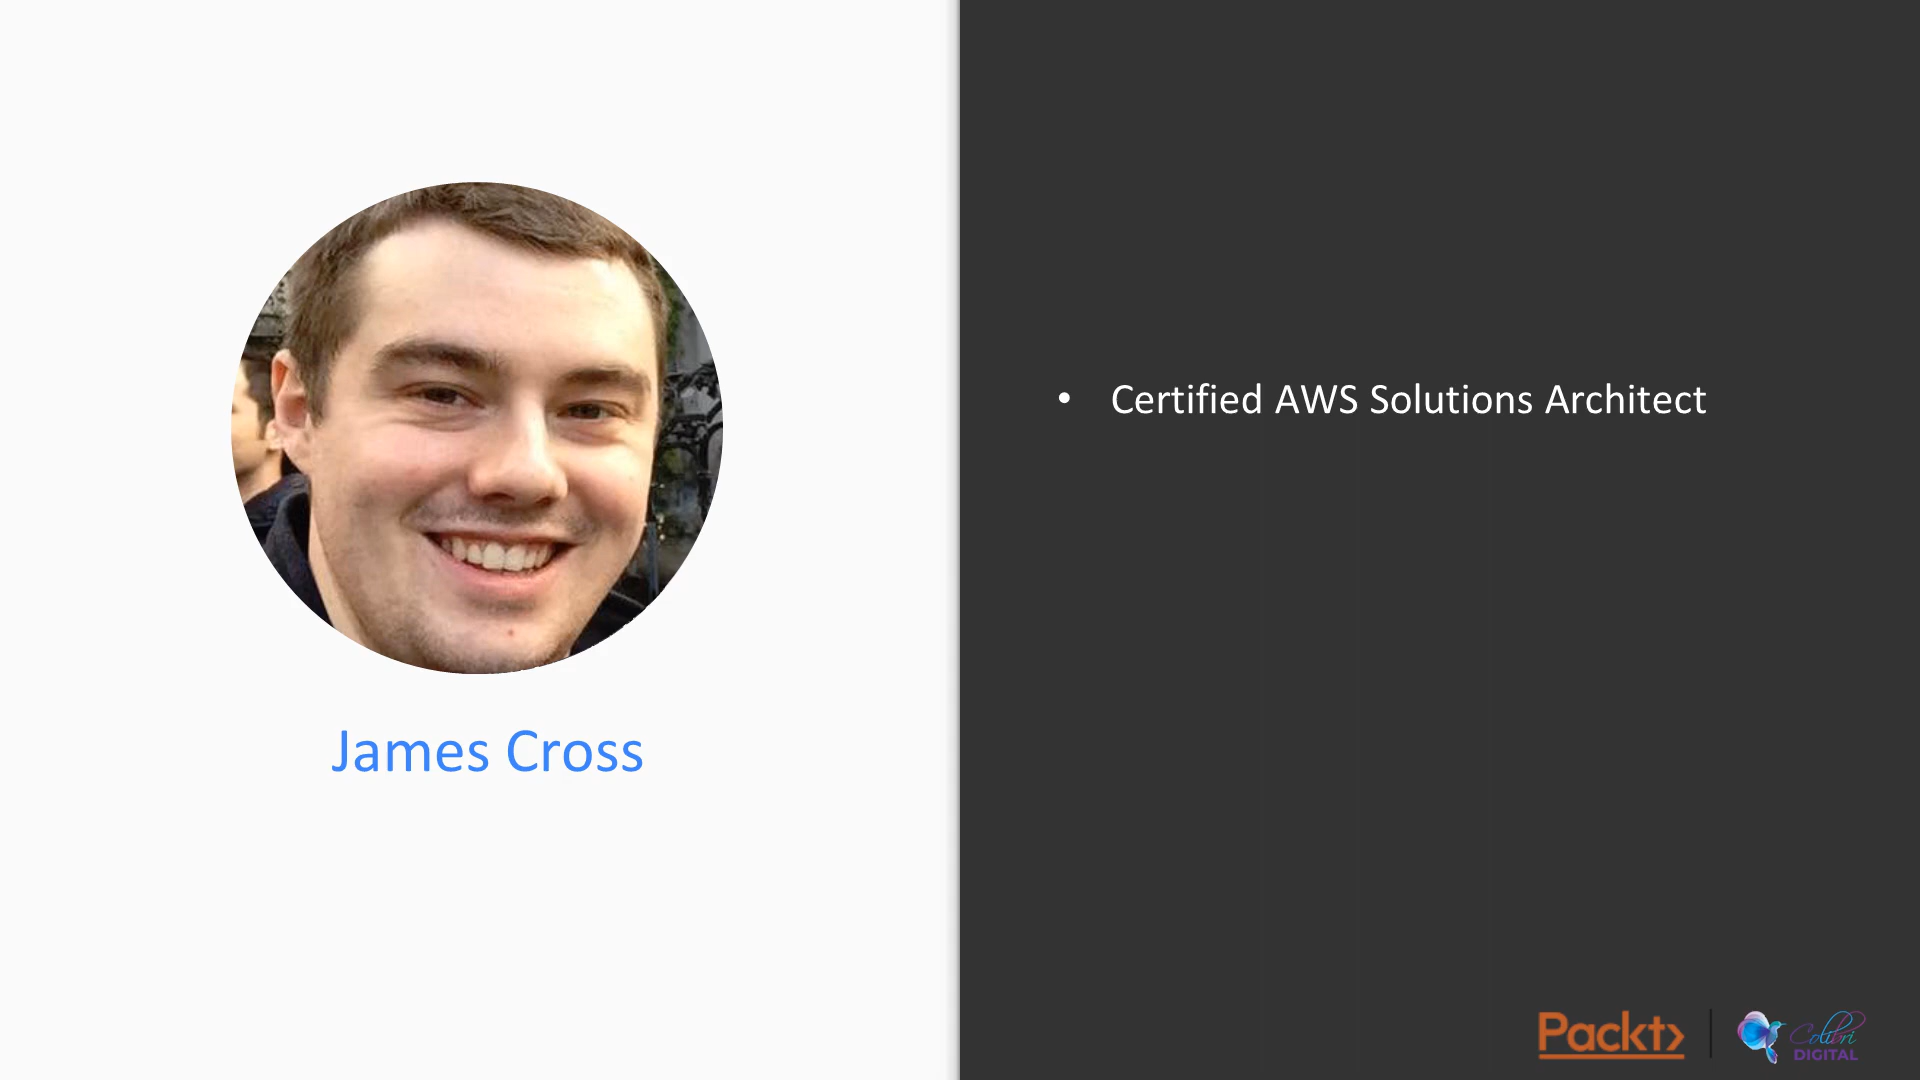 James Cross
• Certified AWS Solutions Architect
Packt>
Colibri
DIGITAL